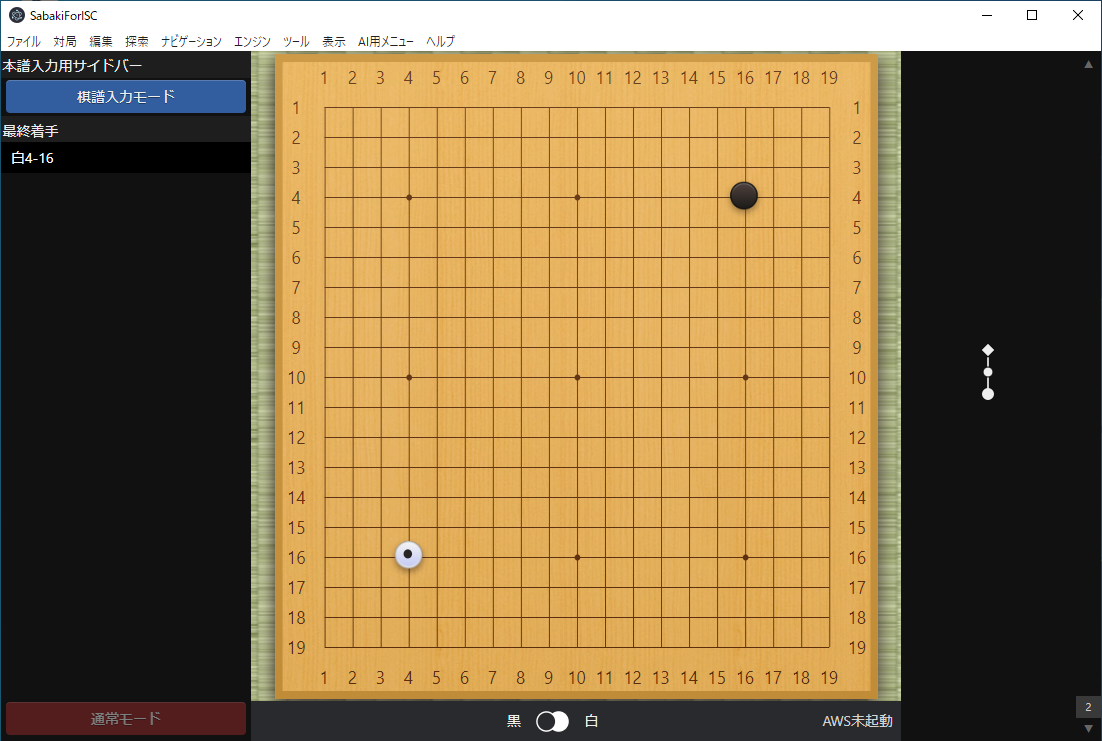 SabakiForISC
ファイル 対局 編集 探索 ナビゲーション エンジン ツール 表示 AI用メニュー ヘルプ
本譜入力用サイドバー
棋譜入力モード
最終着手
白4-16
1 2 3 4 5 6 7 8 9 10 11 12 13 14 15 16 17 18 19
1 1
2 2
3 3
4 4
5 5
6 6
7 7
8 8
9 9
10 10
11 11
12 12
13 13
14 14
15 15
16 16
17 17
18 18
19 19
1 2 3 4 5 6 7 8 9 10 11 12 13 14 15 16 17 18 19
2
通常モード
黒 白 AWS未起動